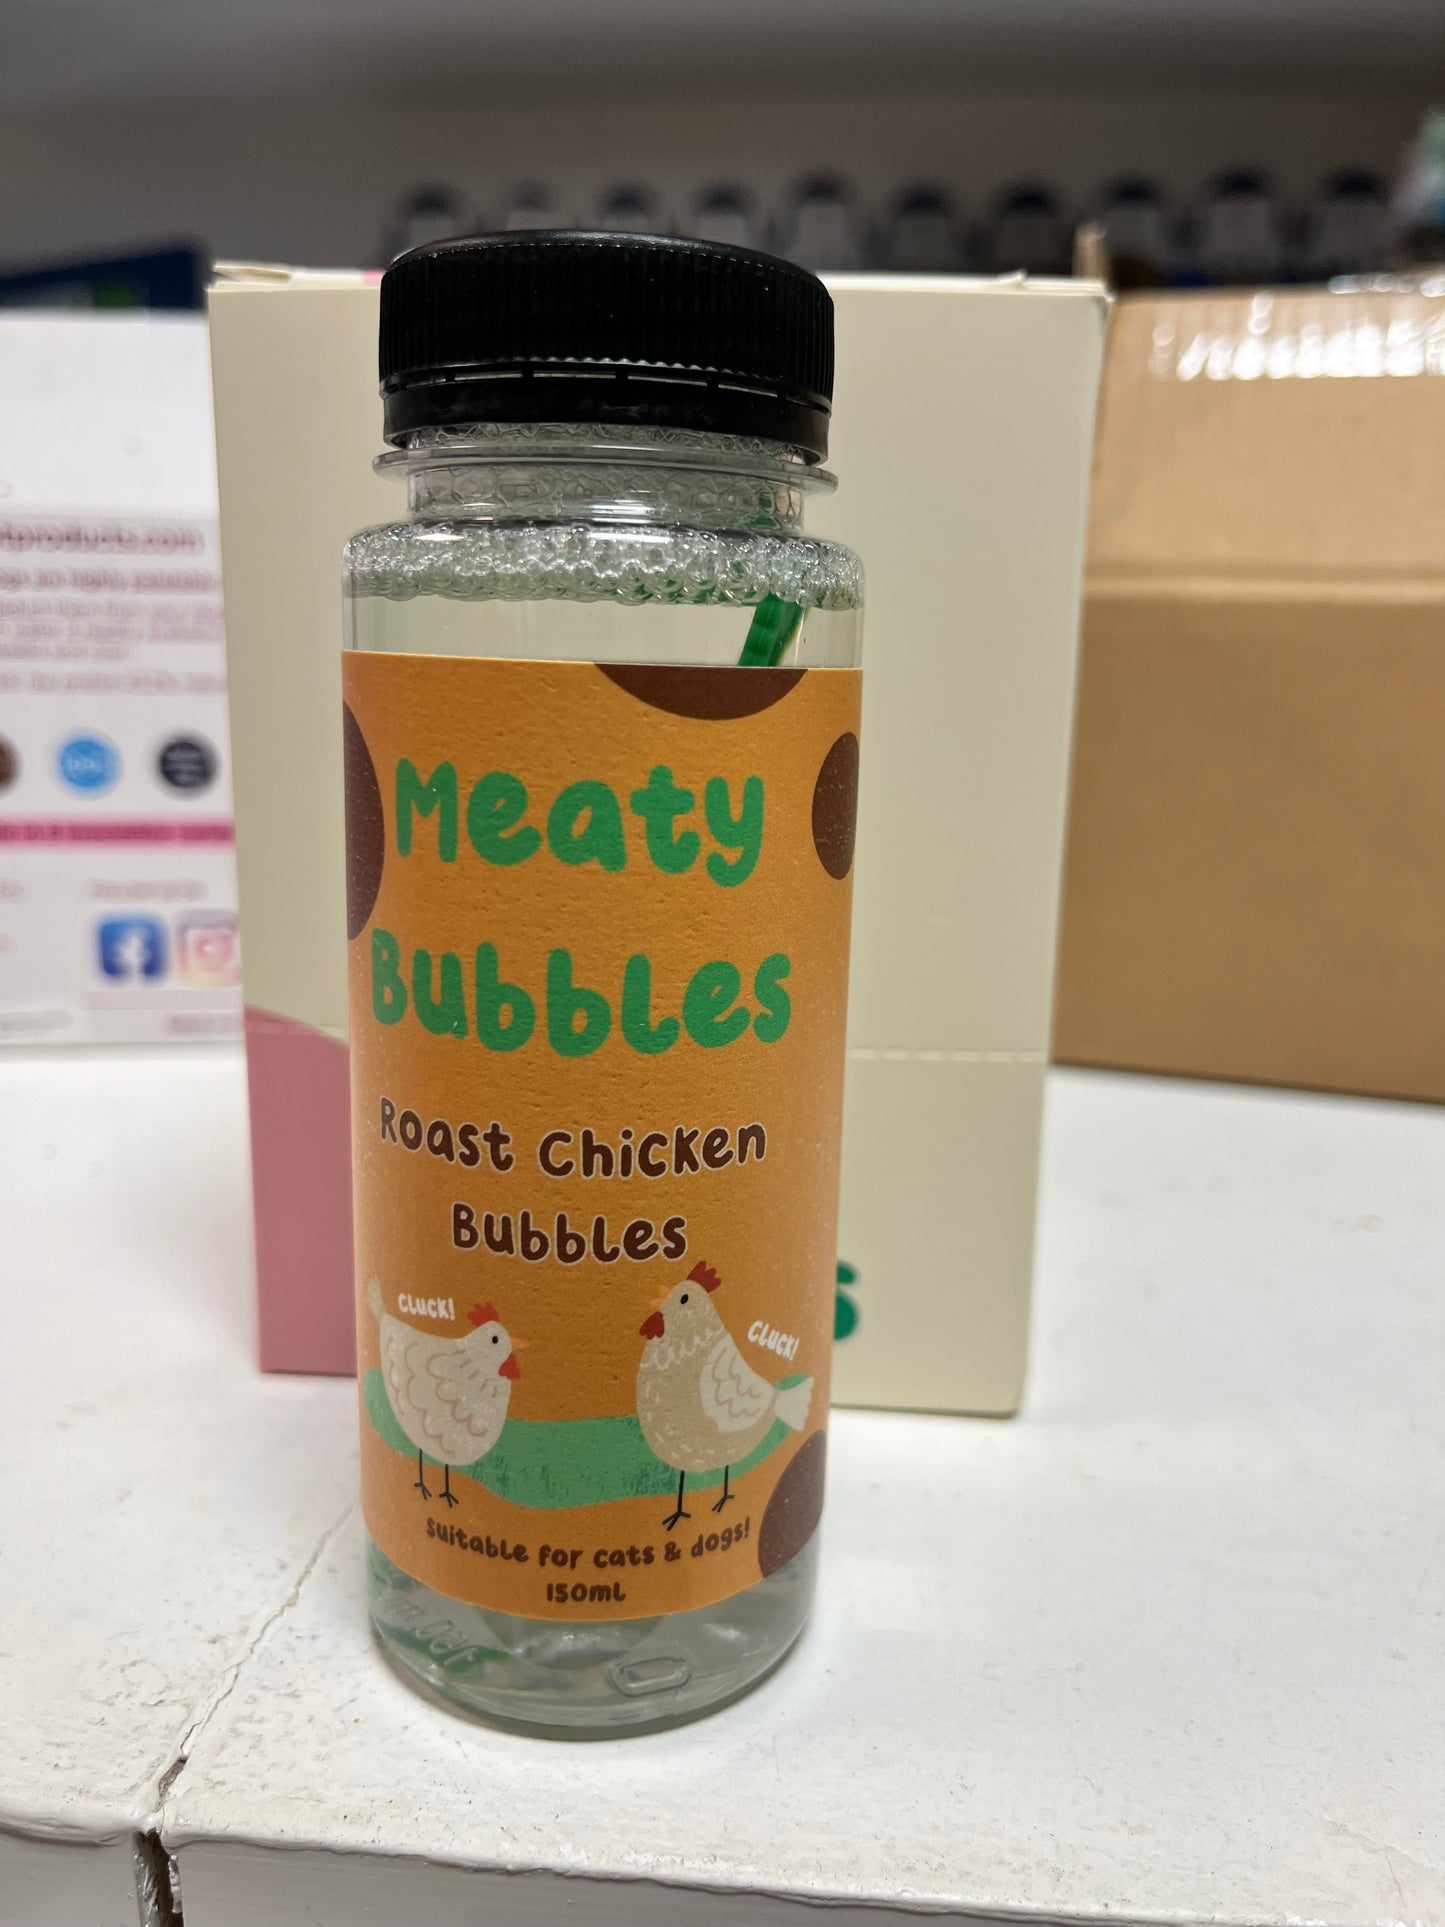 Meaty
Bubbles
Roast Chicken
Bubbles
CLUCK!
CLUCK!
suitable for cats & dogs!
150mL